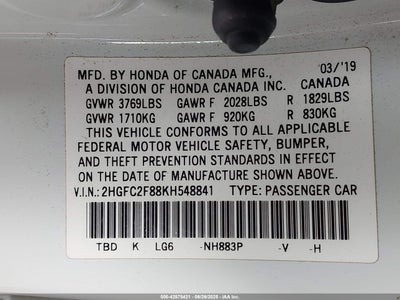 03/'19
MFD. BY HONDA OF CANADA MFG., CANADA
A DIVISION OF HONDA CANADA INC.
GVWR 3769LBS GAWR F 2028LBS R 1829LBS
GVWR 1710KG GAWR F 920KG R 830KG
THIS VEHICLE CONFORMS TO ALL APPLICABLE
FEDERAL MOTOR VEHICLE SAFETY, BUMPER,
AND THEFT PREVENTION STANDARDS IN EFFECT
ON THE DATE OF MANUFACTURE SHOWN ABOVE.
V.I.N.: 2HGFC2F88KH548841 TYPE: PASSENGER CAR
TBD K LG6 -NH883P -V -H